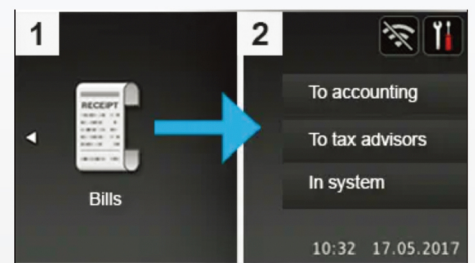 1
RECEIPT
Bills
2
To accounting
To tax advisors
In system
10:32 17.05.2017